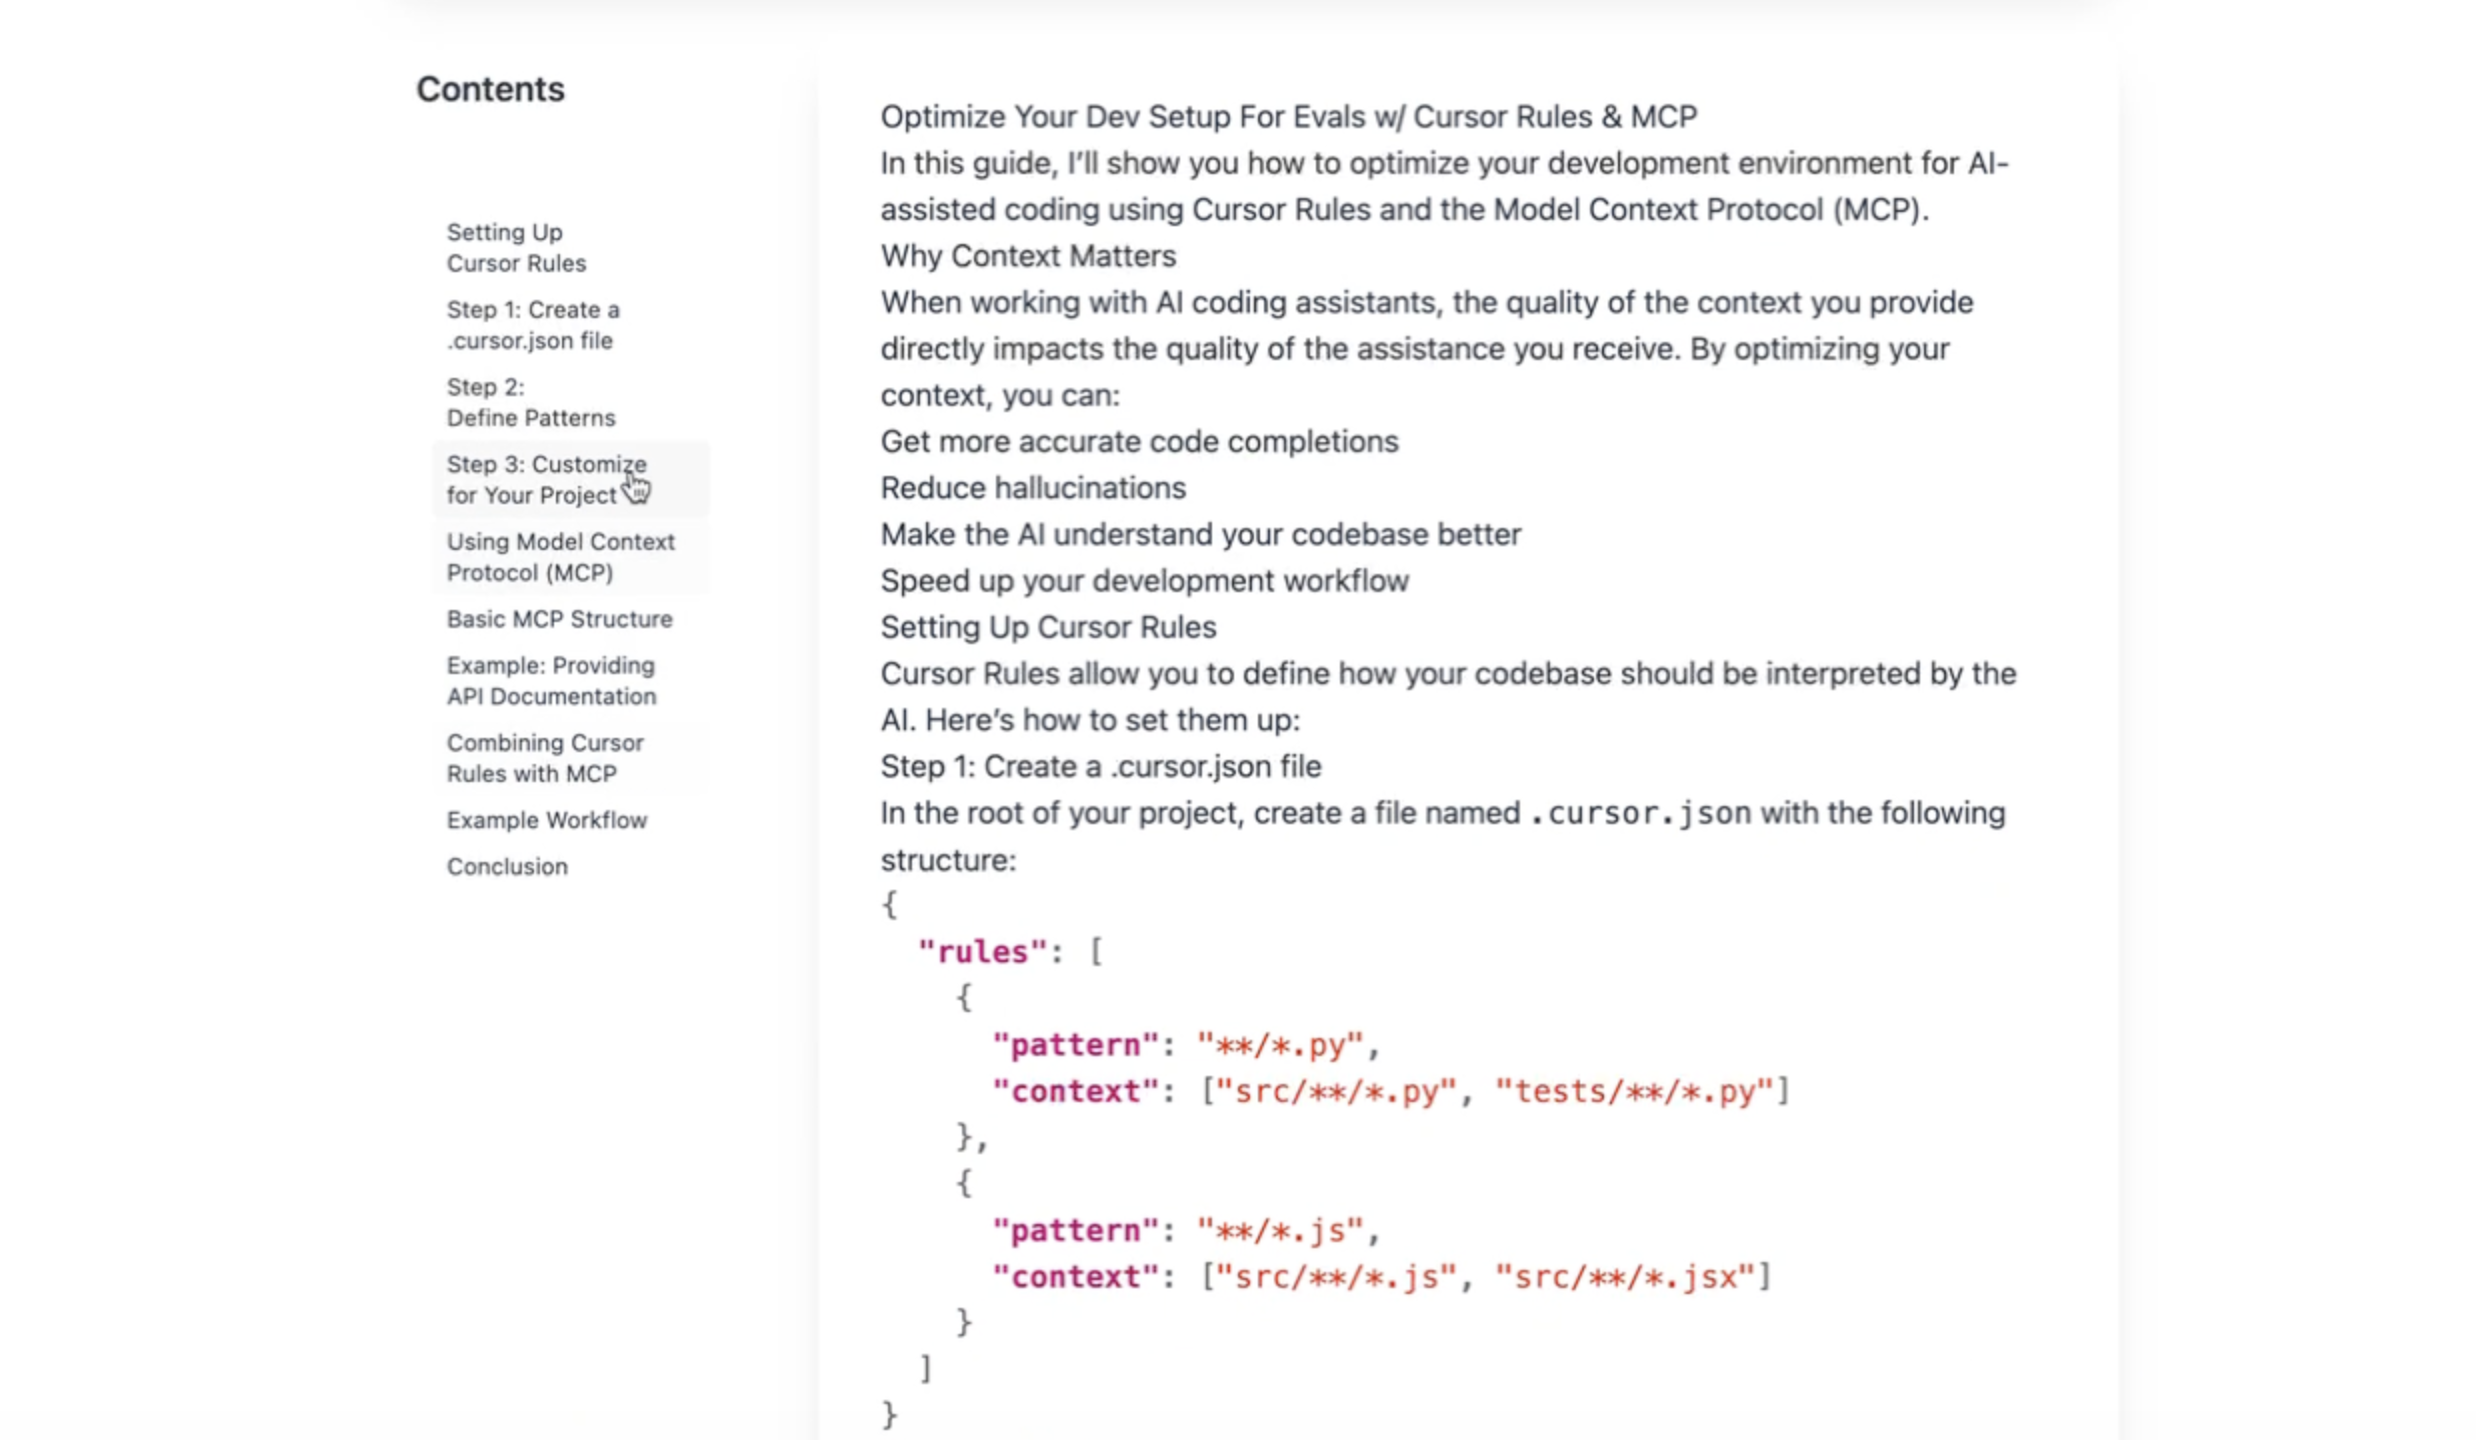 Contents
Setting Up
Cursor Rules
Step 1: Create a
.cursor.json file
Step 2:
Define Patterns
Step 3: Customize
for Your Project
Using Model Context
Protocol (MCP)
Basic MCP Structure
Example: Providing
API Documentation
Combining Cursor
Rules with MCP
Example Workflow
Conclusion
Optimize Your Dev Setup For Evals w/ Cursor Rules & MCP
In this guide, I’ll show you how to optimize your development environment for AI-
assisted coding using Cursor Rules and the Model Context Protocol (MCP).
Why Context Matters
When working with AI coding assistants, the quality of the context you provide
directly impacts the quality of the assistance you receive. By optimizing your
context, you can:
Get more accurate code completions
Reduce hallucinations
Make the AI understand your codebase better
Speed up your development workflow
Setting Up Cursor Rules
Cursor Rules allow you to define how your codebase should be interpreted by the
AI. Here’s how to set them up:
Step 1: Create a .cursor.json file
In the root of your project, create a file named .cursor.json with the following
structure:
{
  "rules": [
    {
      "pattern": "**/*.py",
      "context": ["src/**/*.py", "tests/**/*.py"]
    },
    {
      "pattern": "**/*.js",
      "context": ["src/**/*.js", "src/**/*.jsx"]
    }
  ]
}